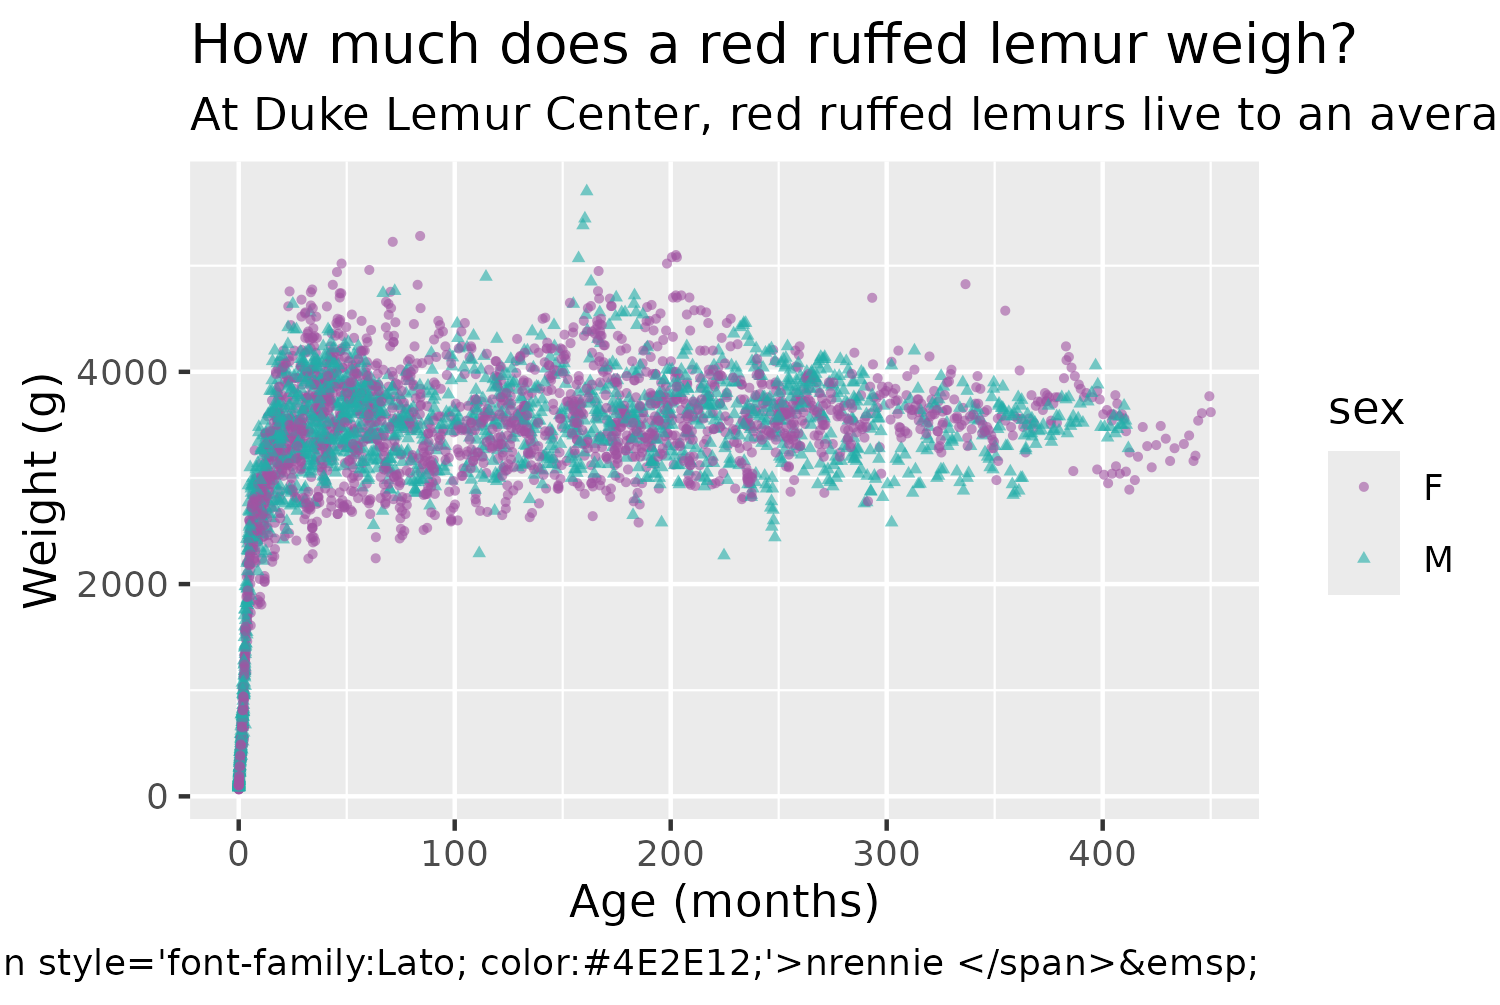 How much does a red ruffed lemur weigh?
At Duke Lemur Center, red ruffed lemurs live to an avera
Weight (g)
4000
2000
0
0 100 200 300 400
Age (months)
sex
F
M
n style='font-family:Lato; color:#4E2E12;'>nrennie </span>&emsp;